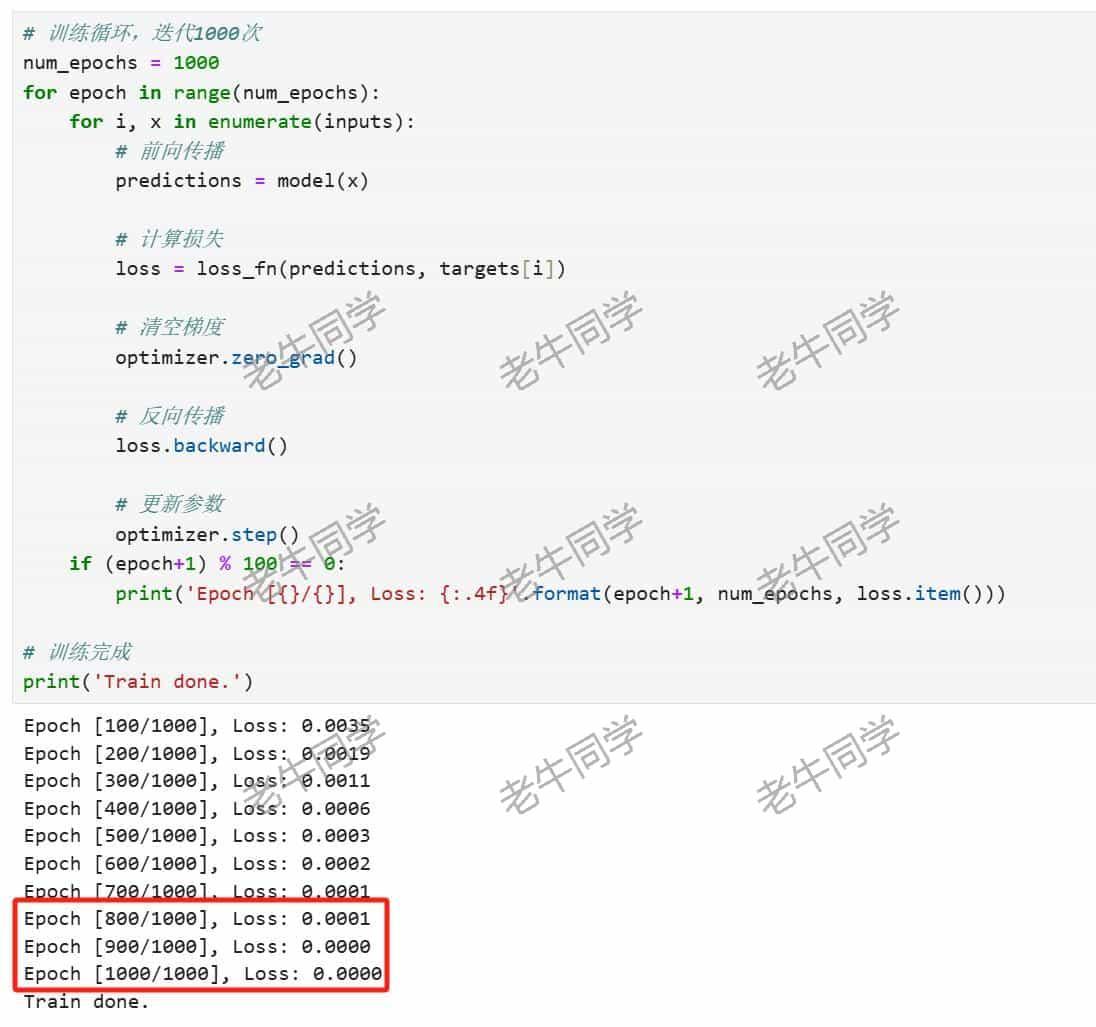 # 训练循环，迭代1000次
num_epochs = 1000
for epoch in range(num_epochs):
    for i, x in enumerate(inputs):
        # 前向传播
        predictions = model(x)
        # 计算损失
        loss = loss_fn(predictions, targets[i])
        # 清空梯度
        optimizer.zero_grad()
        # 反向传播
        loss.backward()
        # 更新参数
        optimizer.step()
    if (epoch+1) % 100 == 0:
        print('Epoch [{}/{}], Loss: {:.4f}'.format(epoch+1, num_epochs, loss.item()))
# 训练完成
print('Train done.')
Epoch [100/1000], Loss: 0.0035
Epoch [200/1000], Loss: 0.0019
Epoch [300/1000], Loss: 0.0011
Epoch [400/1000], Loss: 0.0006
Epoch [500/1000], Loss: 0.0003
Epoch [600/1000], Loss: 0.0002
Epoch [700/1000], Loss: 0.0001
Epoch [800/1000], Loss: 0.0001
Epoch [900/1000], Loss: 0.0000
Epoch [1000/1000], Loss: 0.0000
Train done.
老牛同学 老牛同学 老牛同学
老牛同学 老牛同学 老牛同学
老牛同学 老牛同学 老牛同学